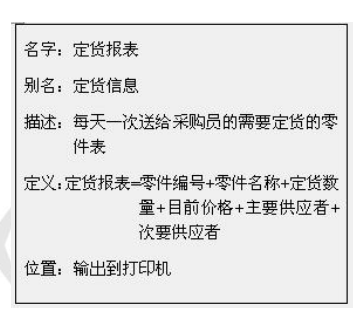 名字：定货报表
别名：定货信息
描述：每天一次送给采购员的需要定货的零
件表
定义：定货报表=零件编号+零件名称+定货数
量+目前价格+主要供应者+
次要供应者
位置：输出到打印机